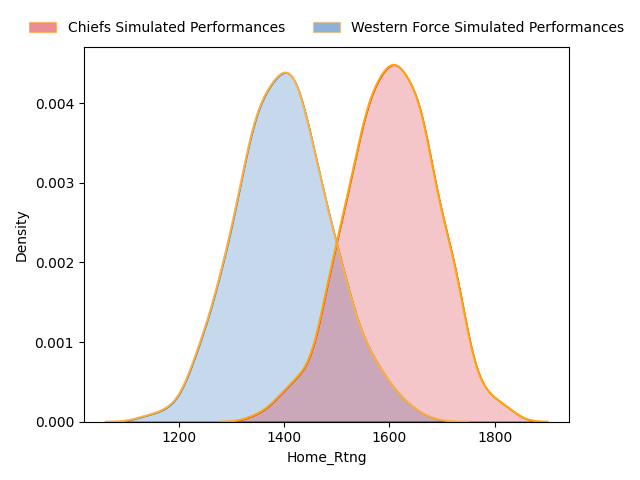 Chiefs Simulated Performances Western Force Simulated Performances
0.004
0.003
Density
0.002
0.001
0.000
1200 1400 1600 1800
Home_Rtng